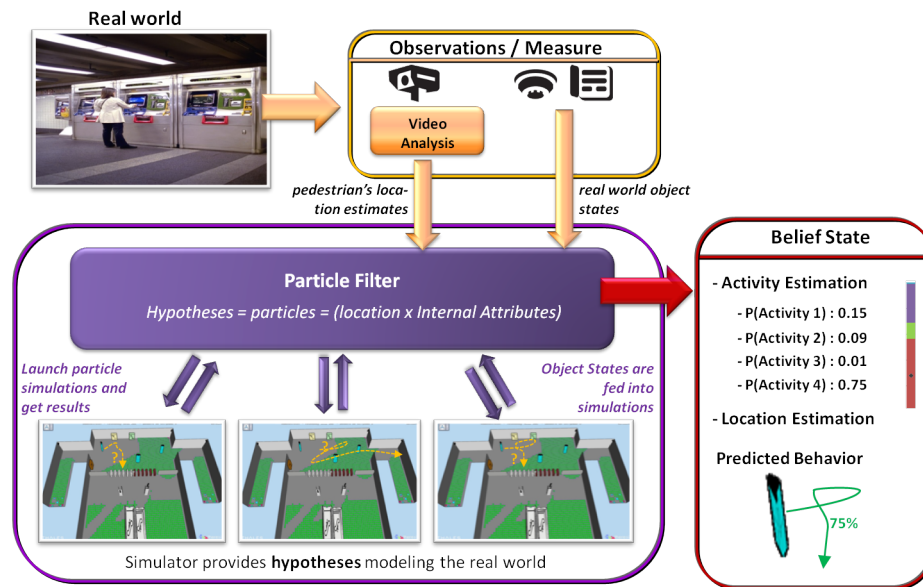 Real world
Observations / Measure
Video
Analysis
pedestrian's loca-
tion estimates
real world object
states
Particle Filter
Hypotheses = particles = (location x Internal Attributes)
Launch particle
simulations and
get results
Object States are
fed into
simulations
?
?
?
Simulator provides hypotheses modeling the real world
Belief State
- Activity Estimation
- P(Activity 1) : 0.15
- P(Activity 2) : 0.09
- P(Activity 3) : 0.01
- P(Activity 4) : 0.75
- Location Estimation
Predicted Behavior
75%